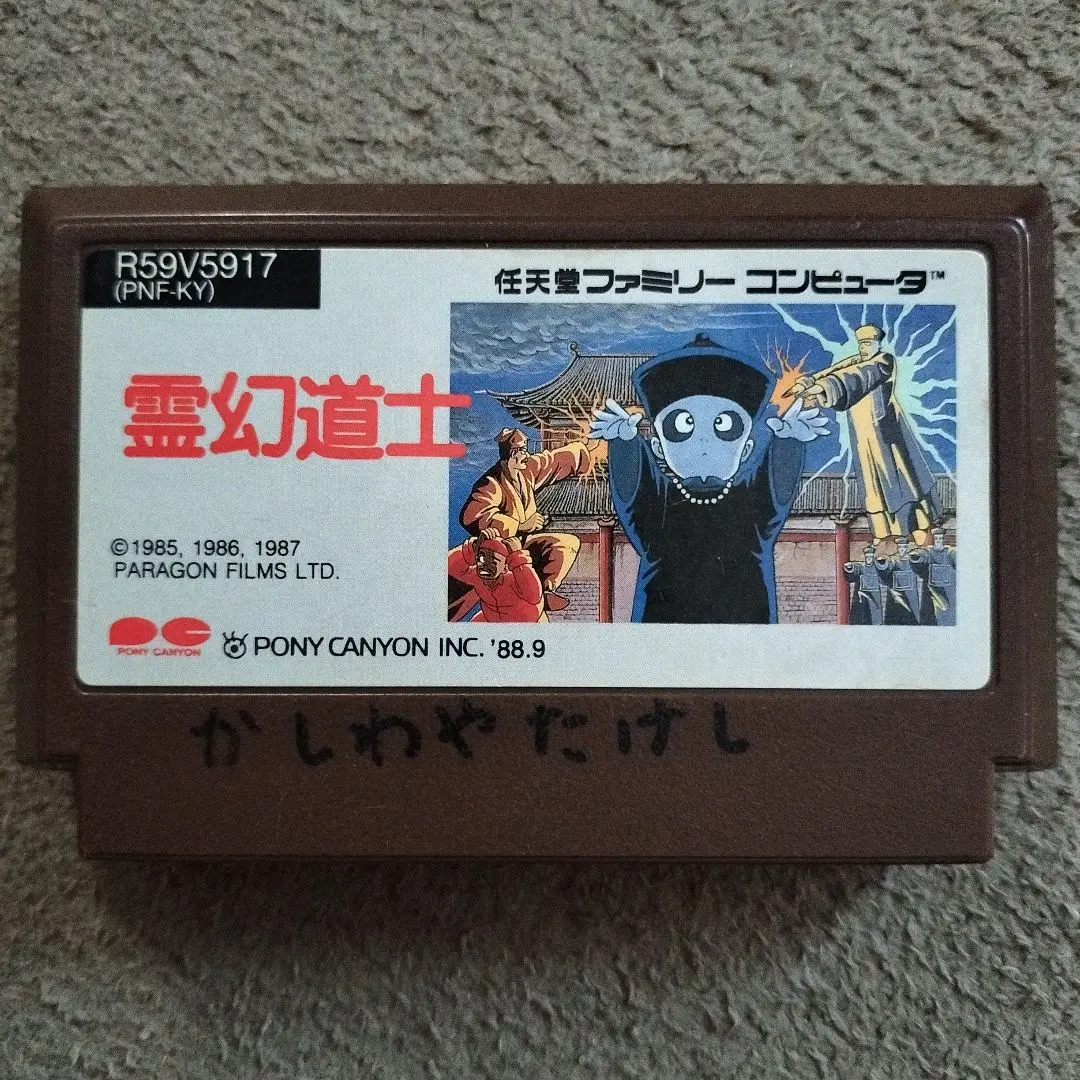 R59V5917
(PNF-KY)
任天堂ファミリー コンピュータ™
霊幻道士
©1985, 1986, 1987
PARAGON FILMS LTD.
PONY CANYON
PONY CANYON INC. '88.9
かしわやたけし